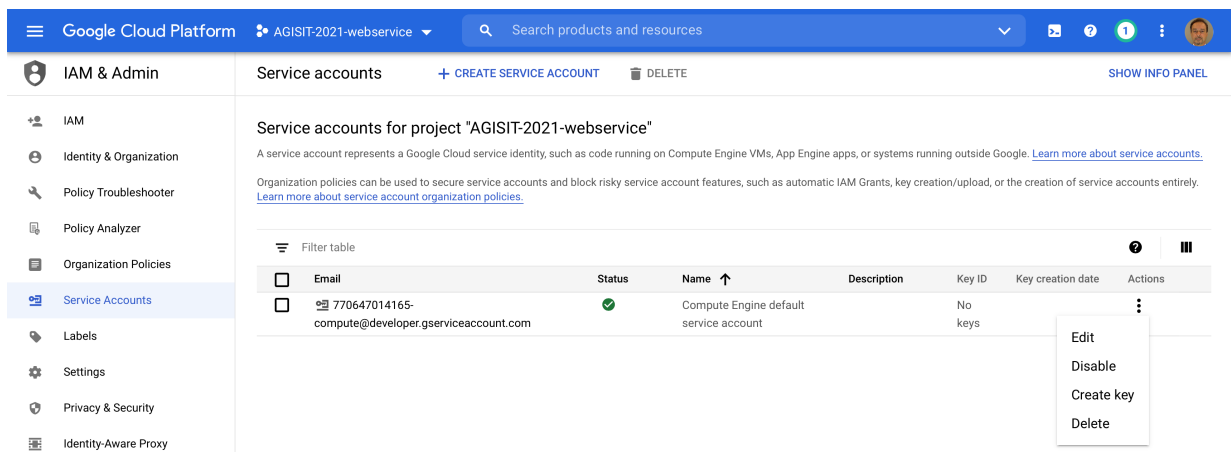 Google Cloud Platform
AGISIT-2021-webservice
Search products and resources
1
IAM & Admin
Service accounts
+ CREATE SERVICE ACCOUNT
DELETE
SHOW INFO PANEL
IAM
Identity & Organization
Policy Troubleshooter
Policy Analyzer
Organization Policies
Service Accounts
Labels
Settings
Privacy & Security
Identity-Aware Proxy
Service accounts for project "AGISIT-2021-webservice"
A service account represents a Google Cloud service identity, such as code running on Compute Engine VMs, App Engine apps, or systems running outside Google. Learn more about service accounts.
Organization policies can be used to secure service accounts and block risky service account features, such as automatic IAM Grants, key creation/upload, or the creation of service accounts entirely.
Learn more about service account organization policies.
Filter table
Email Status Name Description Key ID Key creation date Actions
770647014165- Compute Engine default No
compute@developer.gserviceaccount.com service account keys
Edit
Disable
Create key
Delete